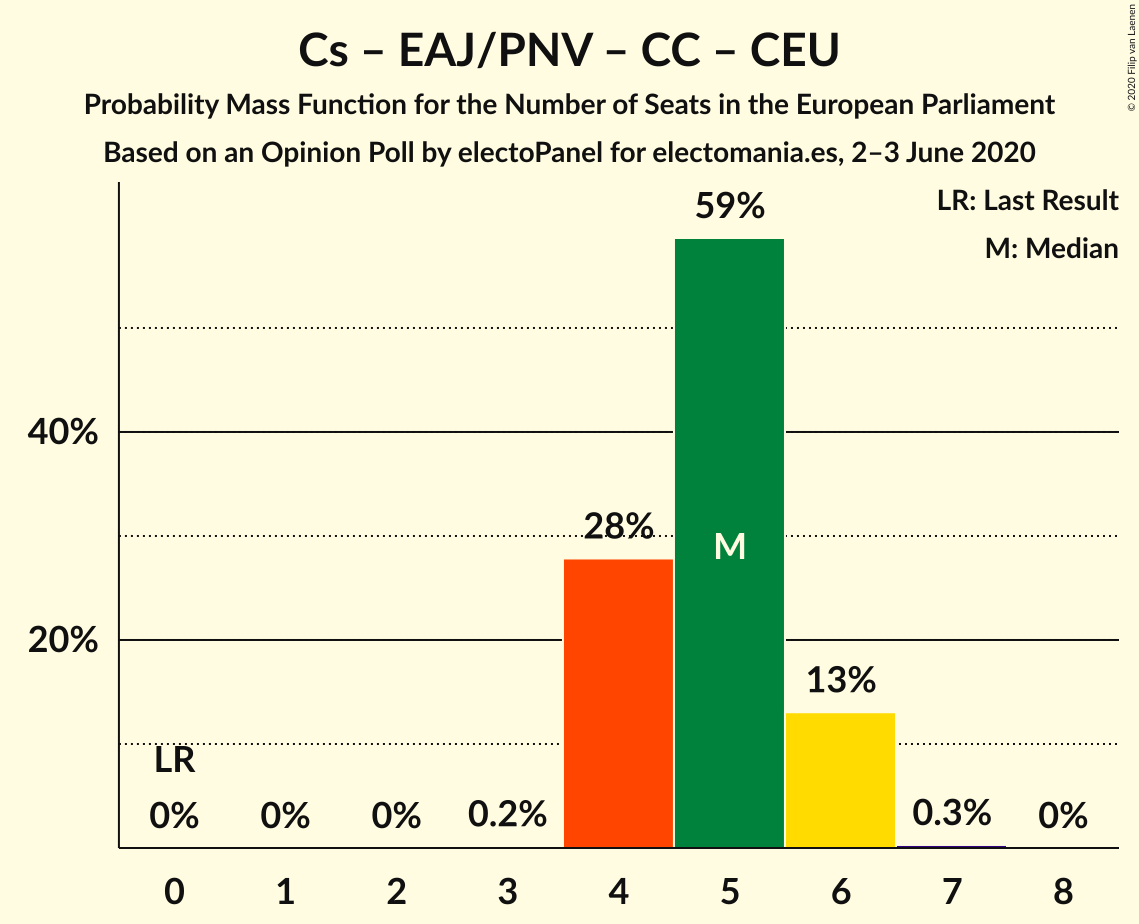 Cs – EAJ/PNV – CC – CEU
Probability Mass Function for the Number of Seats in the European Parliament
Based on an Opinion Poll by electoPanel for electomania.es, 2–3 June 2020
© 2020 Filip van Laenen
LR: Last Result
M: Median
59%
40%
28%
M
20%
13%
LR
0% 0% 0% 0.2% 0.3% 0%
0 1 2 3 4 5 6 7 8